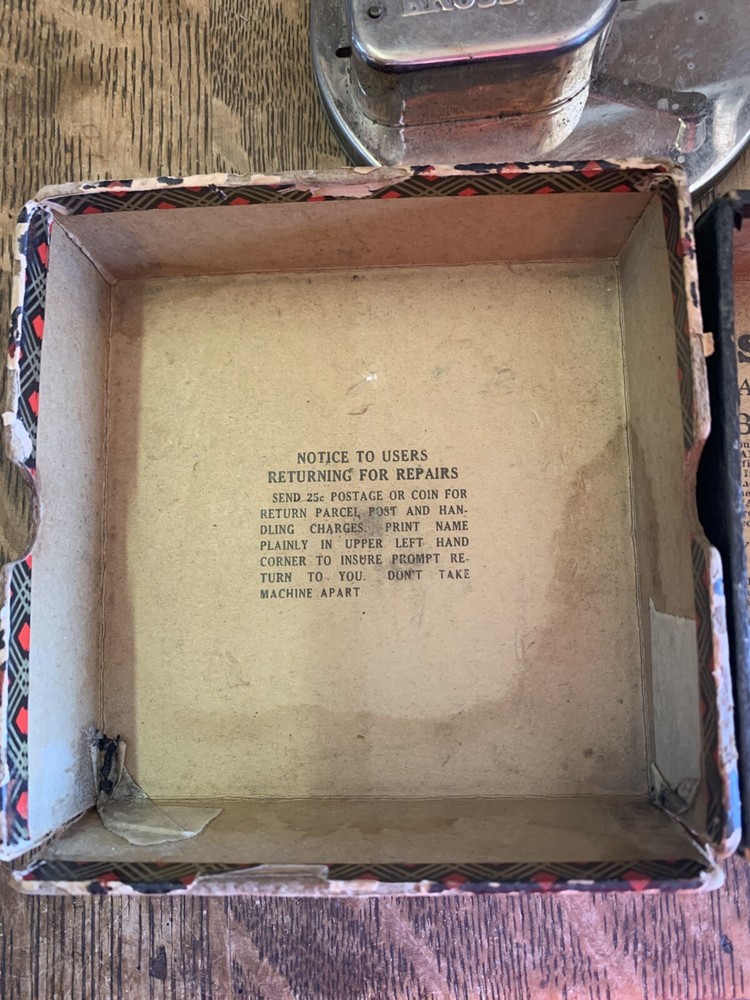 NOTICE TO USERS
RETURNING FOR REPAIRS
SEND 25c POSTAGE OR COIN FOR
RETURN PARCEL POST AND HAN-
DLING CHARGES. PRINT NAME
PLAINLY IN UPPER LEFT HAND
CORNER TO INSURE PROMPT RE-
TURN TO YOU. DON'T TAKE
MACHINE APART